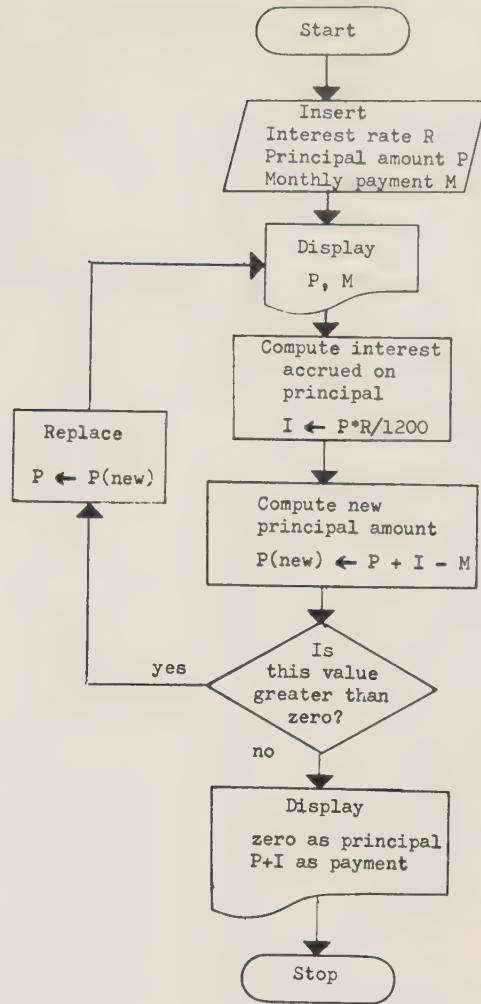 Start
Insert
Interest rate R
Principal amount P
Monthly payment M
Display
P, M
Compute interest
accrued on
principal
I ← P*R/1200
Replace
P ← P(new)
Compute new
principal amount
P(new) ← P + I - M
Is
this value
greater than
zero?
yes
no
Display
zero as principal
P+I as payment
Stop